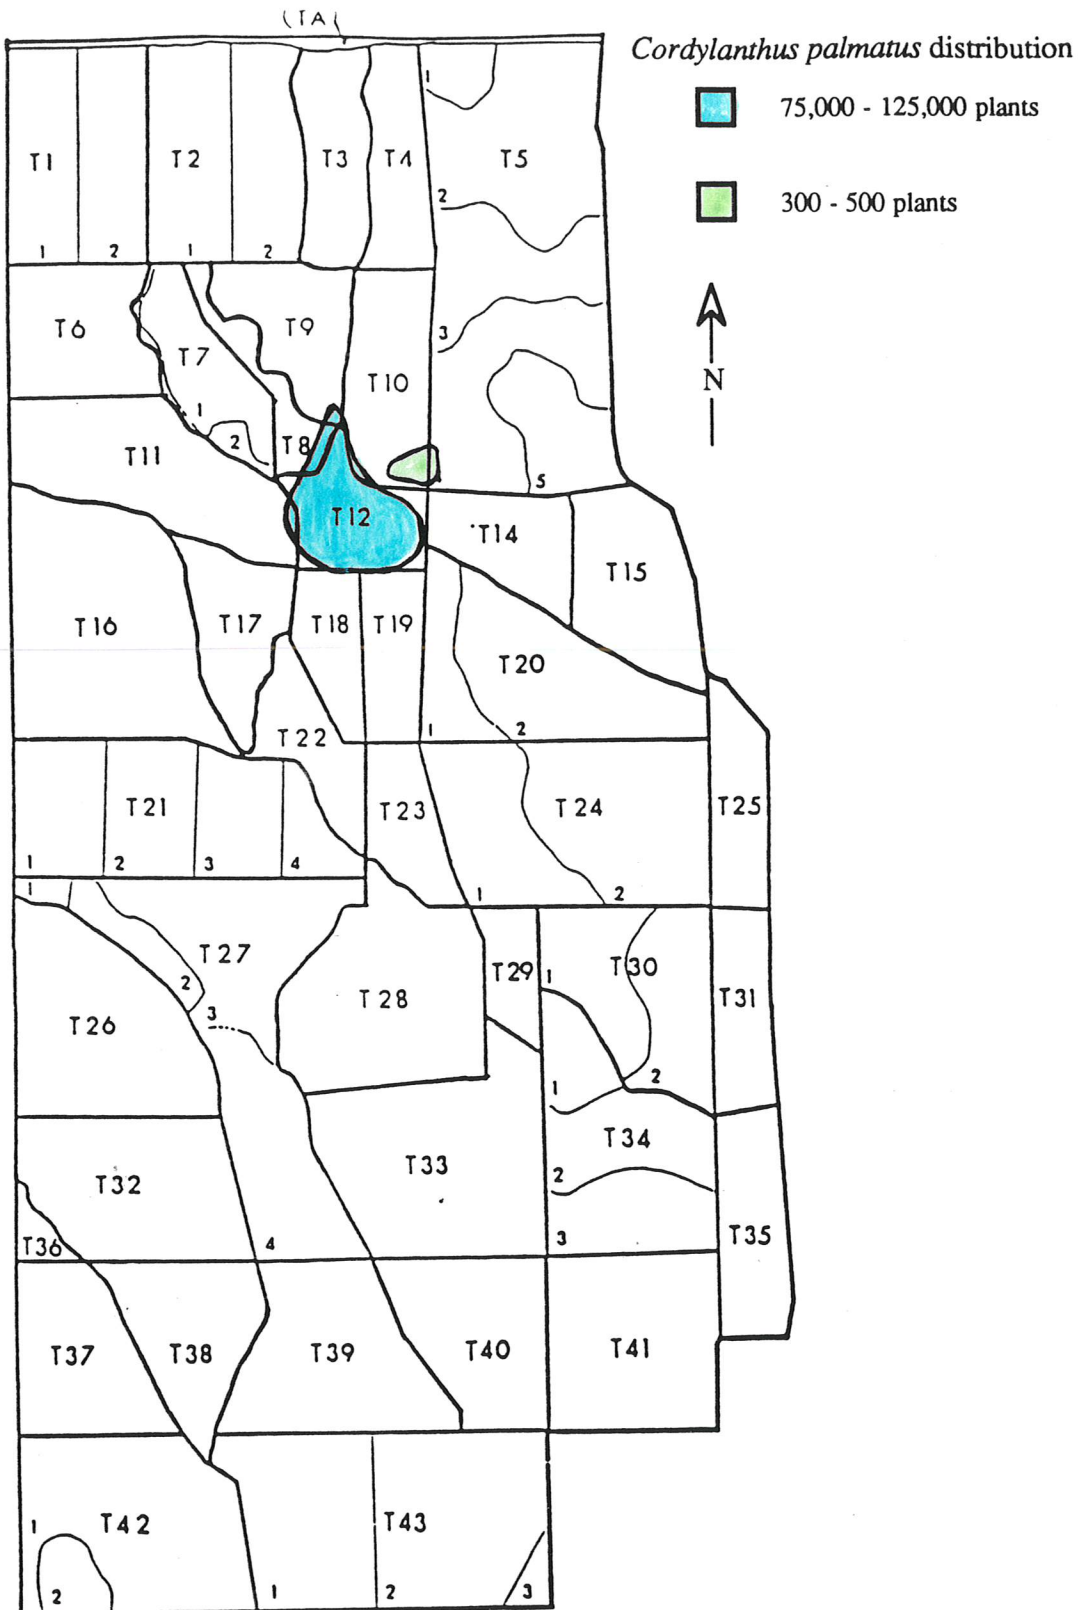 (TA)
Cordylanthus palmatus distribution
75,000 - 125,000 plants
300 - 500 plants
N
T1 T2 T3 T4 T5
1
2
1 2 1 2
T6 T7 T9 T10
3
1
2 T8
T11
5
T12 T14 T15
T16 T17 T18 T19 T20
1 2
T22
T21 T23 T24 T25
1 2 3 4
1 2
1
T27 T28 T29 T30 T31
1
2
3
T26
1 2
T34
T32 T33
2
T36 4 3 T35
T37 T38 T39 T40 T41
1 T42 T43
2 1 2 3